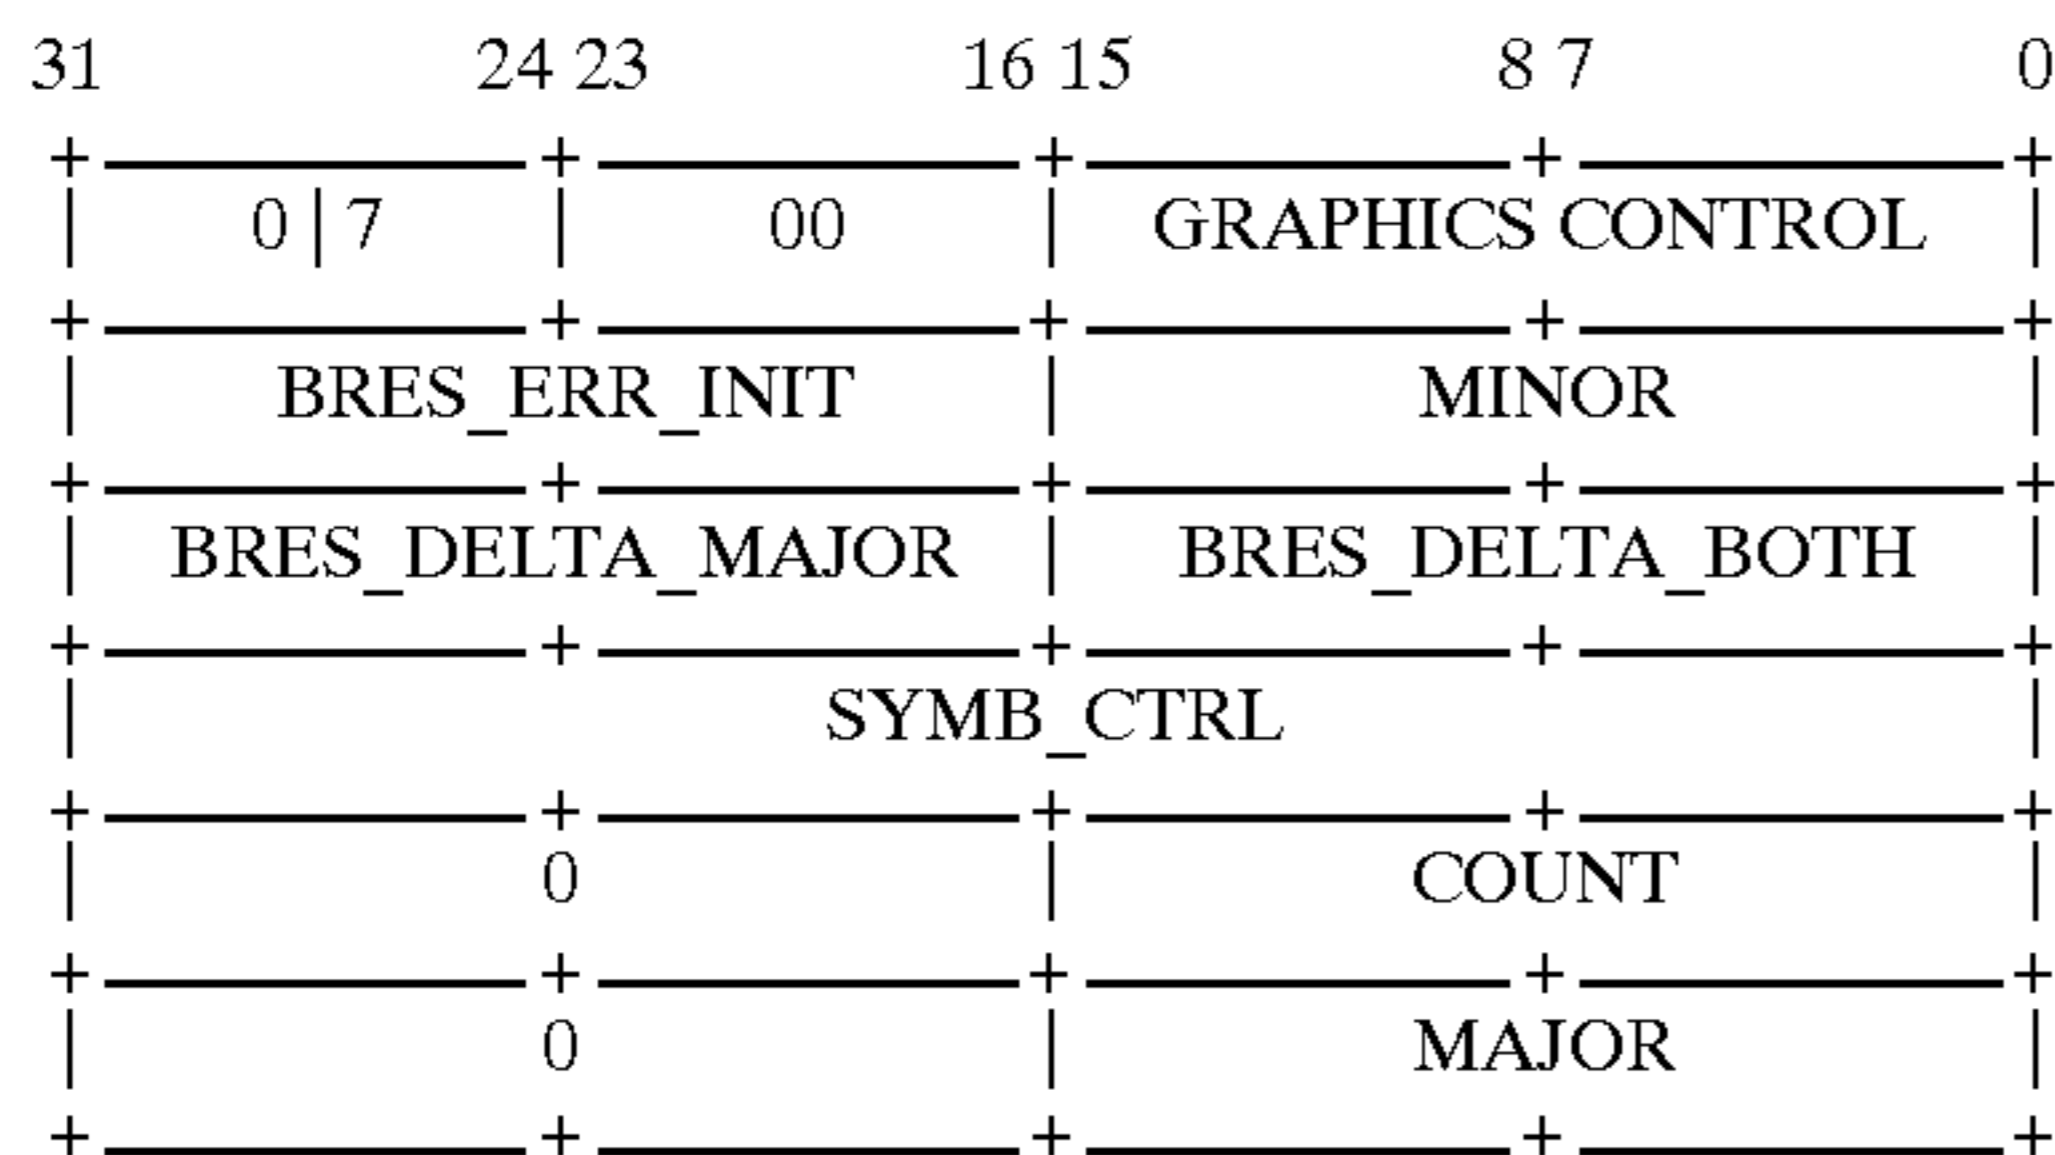 31 24 23 16 15 8 7 0
0 | 7 | 00 | GRAPHICS CONTROL
BRES_ERR_INIT | MINOR
BRES_DELTA_MAJOR | BRES_DELTA_BOTH
SYMB_CTRL
0 | COUNT
0 | MAJOR